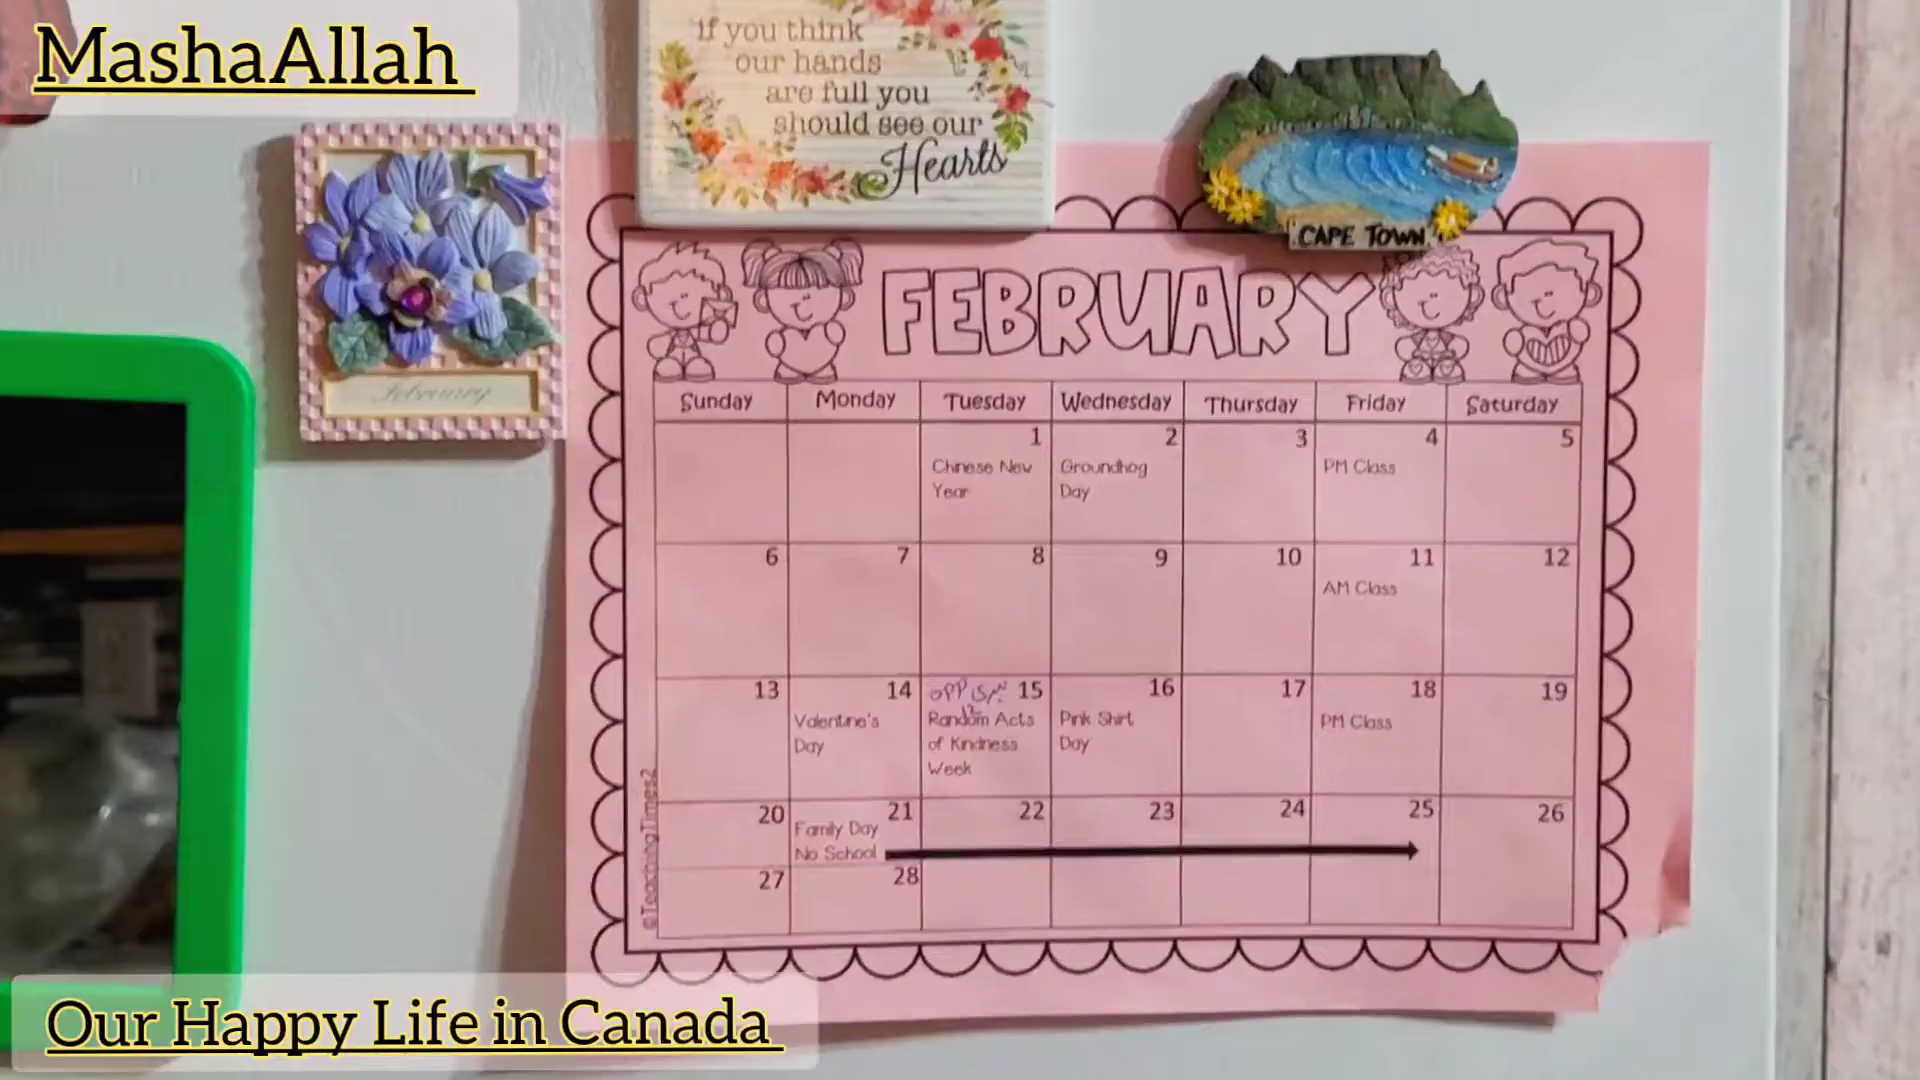 MashaAllah
if you think
our hands
are full you
should see our
Hearts
CAPE TOWN
February
FEBRUARY
Sunday Monday Tuesday Wednesday Thursday Friday Saturday
1 2 3 4 5
Chinese New Groundhog PM Class
Year Day
6 7 8 9 10 11 12
AM Class
13 14 15 16 17 18 19
Valentine's Random Acts Pink Shirt PM Class
Day of Kindness Day
Week
20 21 22 23 24 25 26
Family Day
No School
27 28
©TeachingTimes2
Our Happy Life in Canada